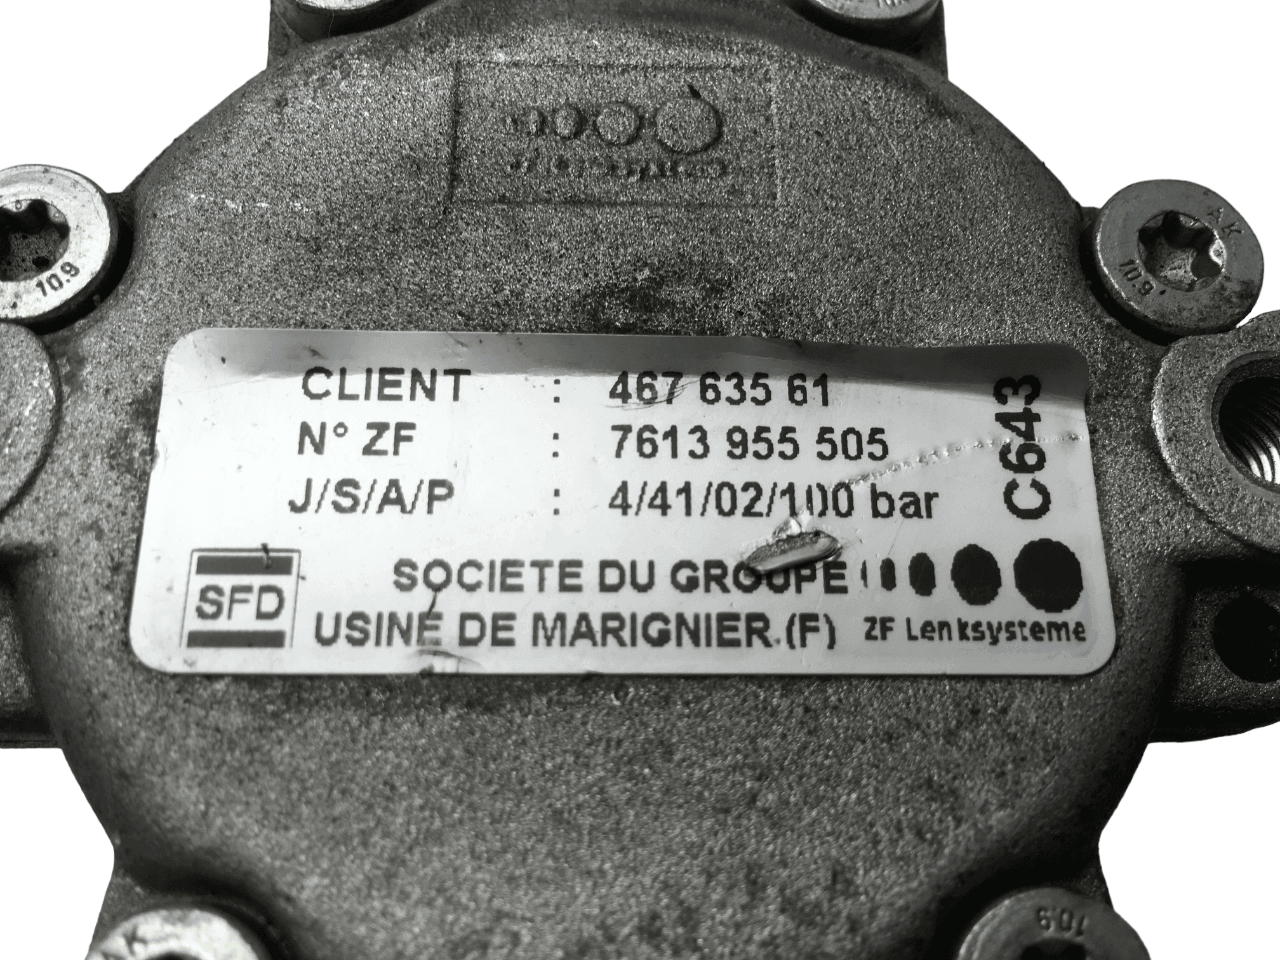 CLIENT : 467 635 61
N° ZF : 7613 955 505
J/S/A/P : 4/41/02/100 bar
C643
SFD
SOCIETE DU GROUPE
USINE DE MARIGNIER.(F)
ZF Lenksysteme
10.9
AK
10.9
10.9
K